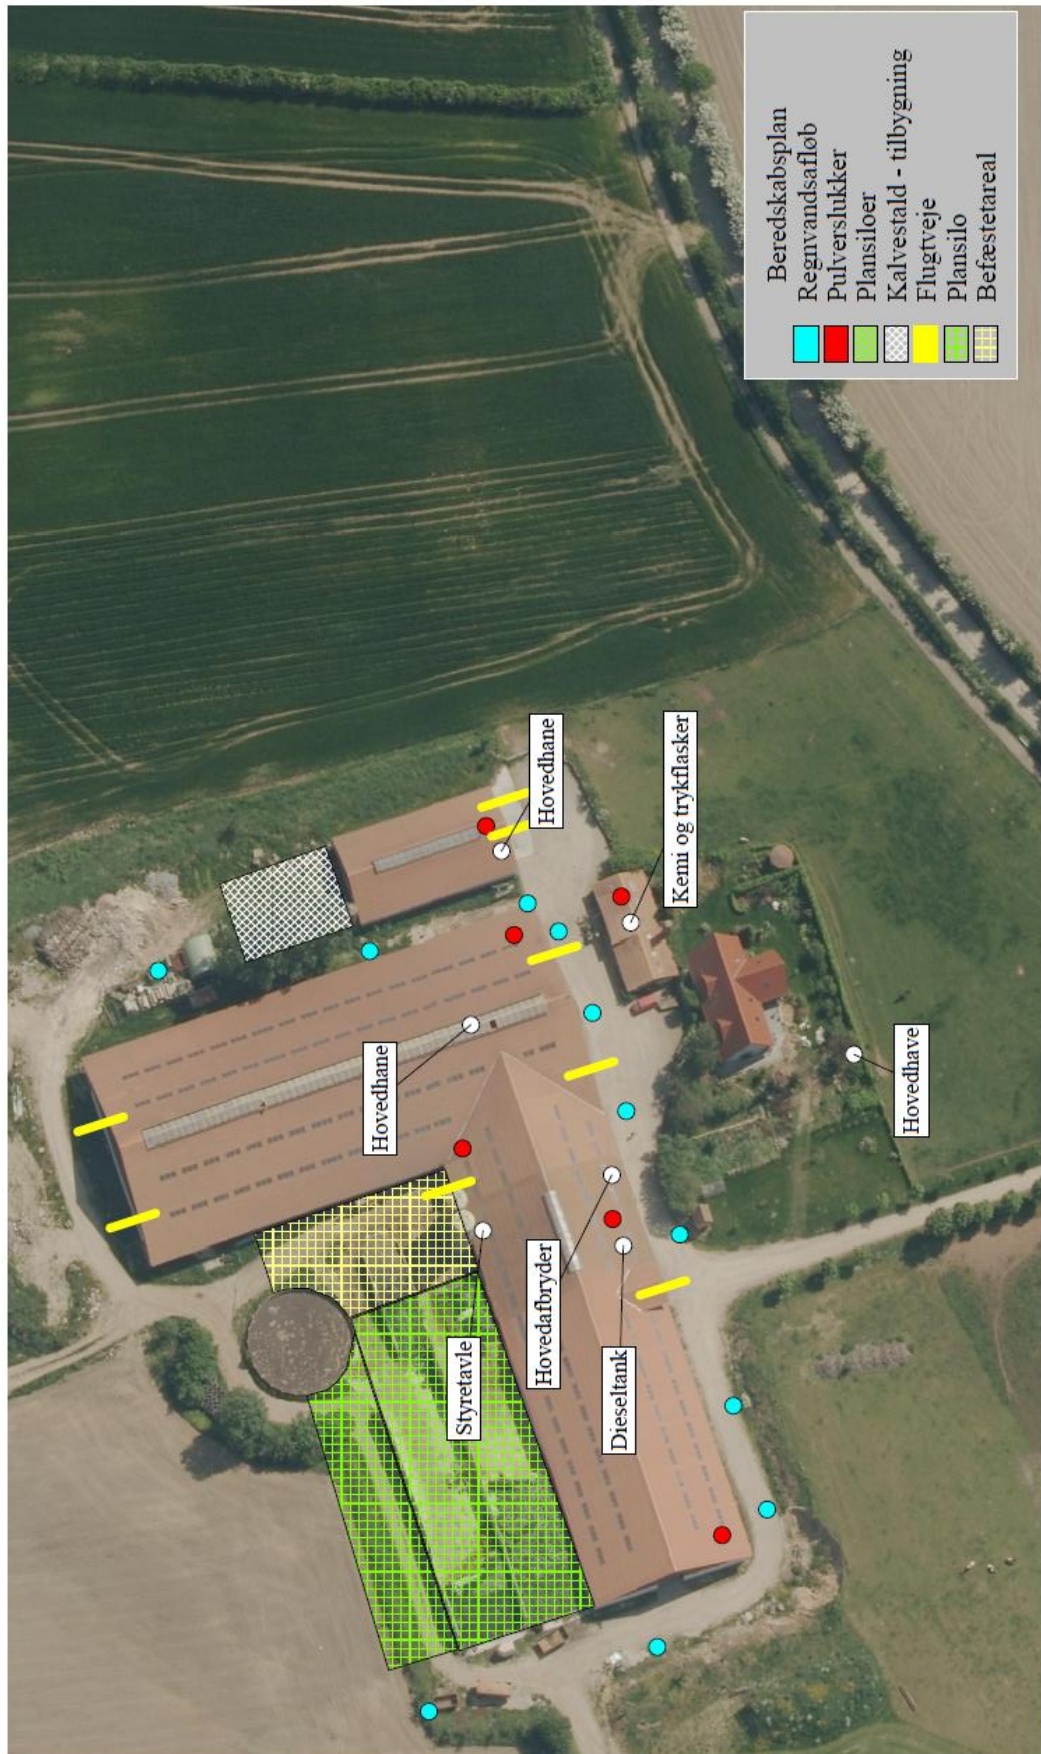 Beredskabsplan
Regnvandsafløb
Pulverslukker
Plansiloer
Kalvestald - tilbygning
Flugtveje
Plansilo
Befæstetareal
Styretavle
Hovedafbryder
Dieseltank
Hovedhane
Hovedhane
Kemi og trykflasker
Hovedhave